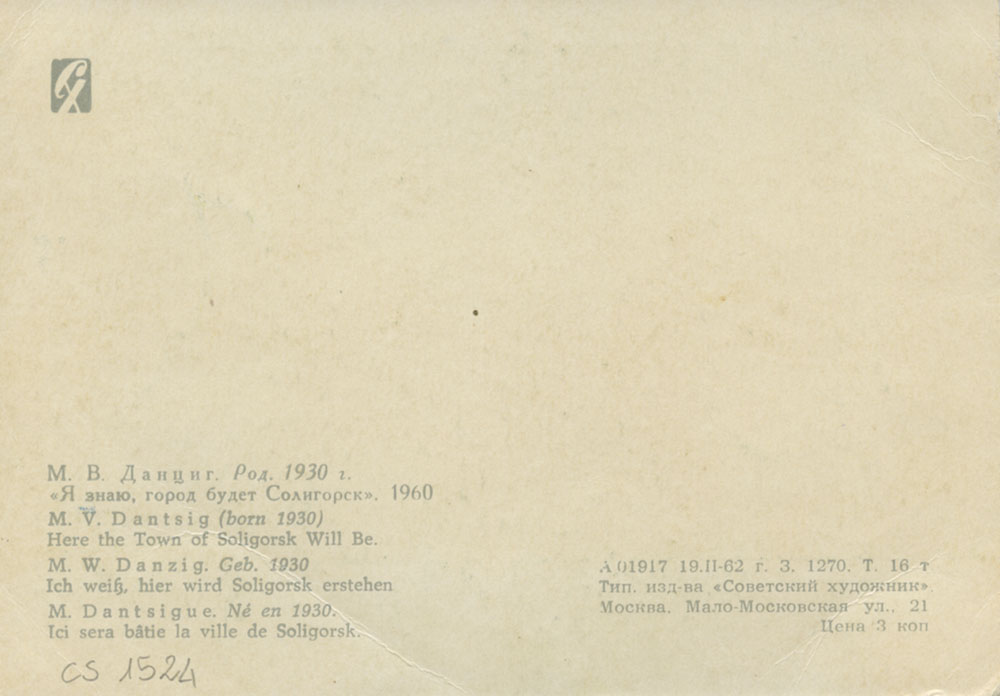 СХ
М. В. Данциг. Род. 1930 г.
«Я знаю, город будет Солигорск». 1960
M. V. Dantsig (born 1930)
Here the Town of Soligorsk Will Be.
M. W. Danzig. Geb. 1930
Ich weiß, hier wird Soligorsk erstehen
M. Dantsigue. Né en 1930.
Ici sera bâtie la ville de Soligorsk.
А 01917 19.II-62 г. З. 1270. Т. 16 т
Тип. изд-ва «Советский художник».
Москва. Мало-Московская ул., 21
Цена 3 коп
CS 1524